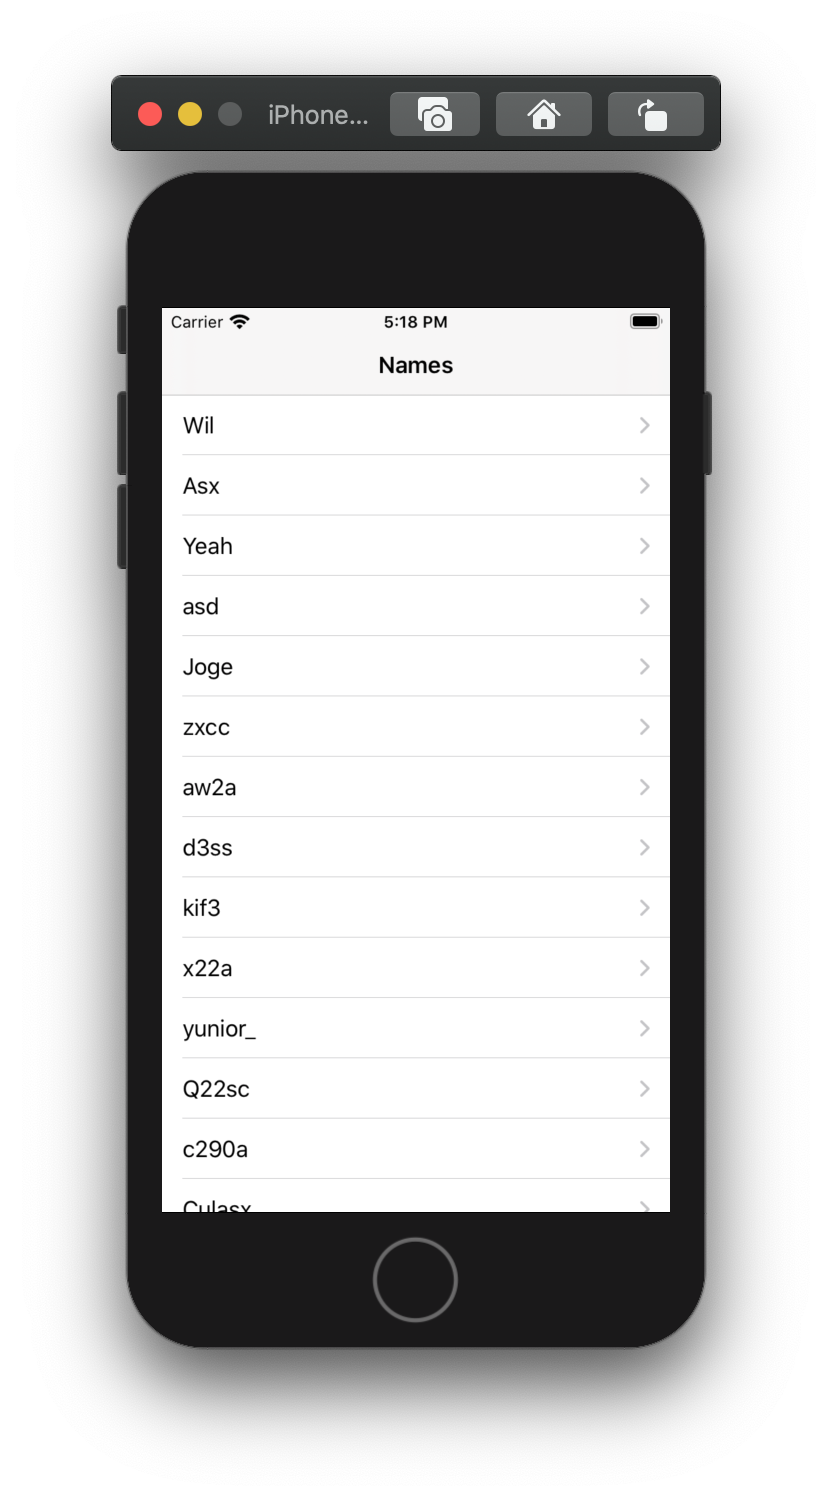 iPhone...
Carrier 5:18 PM
Names
Wil
Asx
Yeah
asd
Joge
zxcc
aw2a
d3ss
kif3
x22a
yunior_
Q22sc
c290a
Culasx